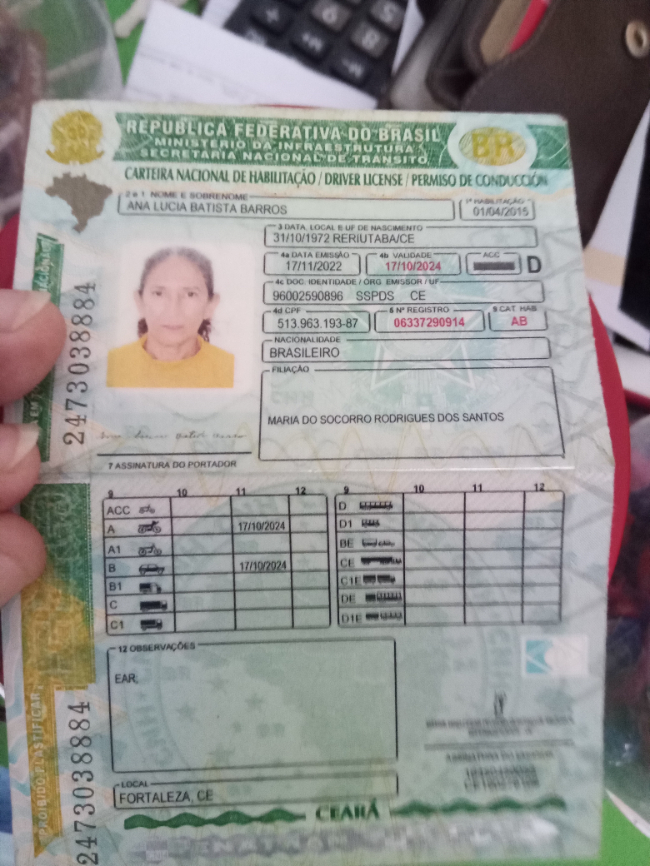 REPÚBLICA FEDERATIVA DO BRASIL
MINISTÉRIO DA INFRAESTRUTURA
SECRETARIA NACIONAL DE TRÂNSITO
BR
CARTEIRA NACIONAL DE HABILITAÇÃO / DRIVER LICENSE / PERMISO DE CONDUCCIÓN
2 e 1 NOME E SOBRENOME
ANA LUCIA BATISTA BARROS
1ª HABILITAÇÃO
01/04/2015
3 DATA, LOCAL E UF DE NASCIMENTO
31/10/1972 RERIUTABA/CE
4a DATA EMISSÃO
17/11/2022
4b VALIDADE
17/10/2024
ACC
D
4c DOC. IDENTIDADE / ORG. EMISSOR / UF
96002590896 SSPDS CE
4d CPF
513.963.193-87
5 Nº REGISTRO
06337290914
9 CAT. HAB.
AB
NACIONALIDADE
BRASILEIRO
FILIAÇÃO
MARIA DO SOCORRO RODRIGUES DOS SANTOS
2473038884
7 ASSINATURA DO PORTADOR
9 10 11 12
ACC
A 17/10/2024
A1
B 17/10/2024
B1
C
C1
9 10 11 12
D
D1
BE
CE
C1E
DE
D1E
12 OBSERVAÇÕES
EAR;
LOCAL
FORTALEZA, CE
PROIBIDO PLASTIFICAR
2473038884
CEARÁ